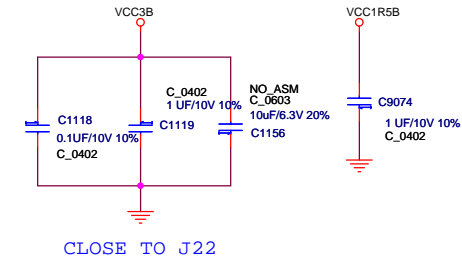 VCC3B
VCC1R5B
C_0402
1 UF/10V 10%
NO_ASM
C_0603
10uF/6.3V 20%
C1118
0.1UF/10V 10%
C_0402
C1119
C1156
C9074
1 UF/10V 10%
C_0402
CLOSE TO J22